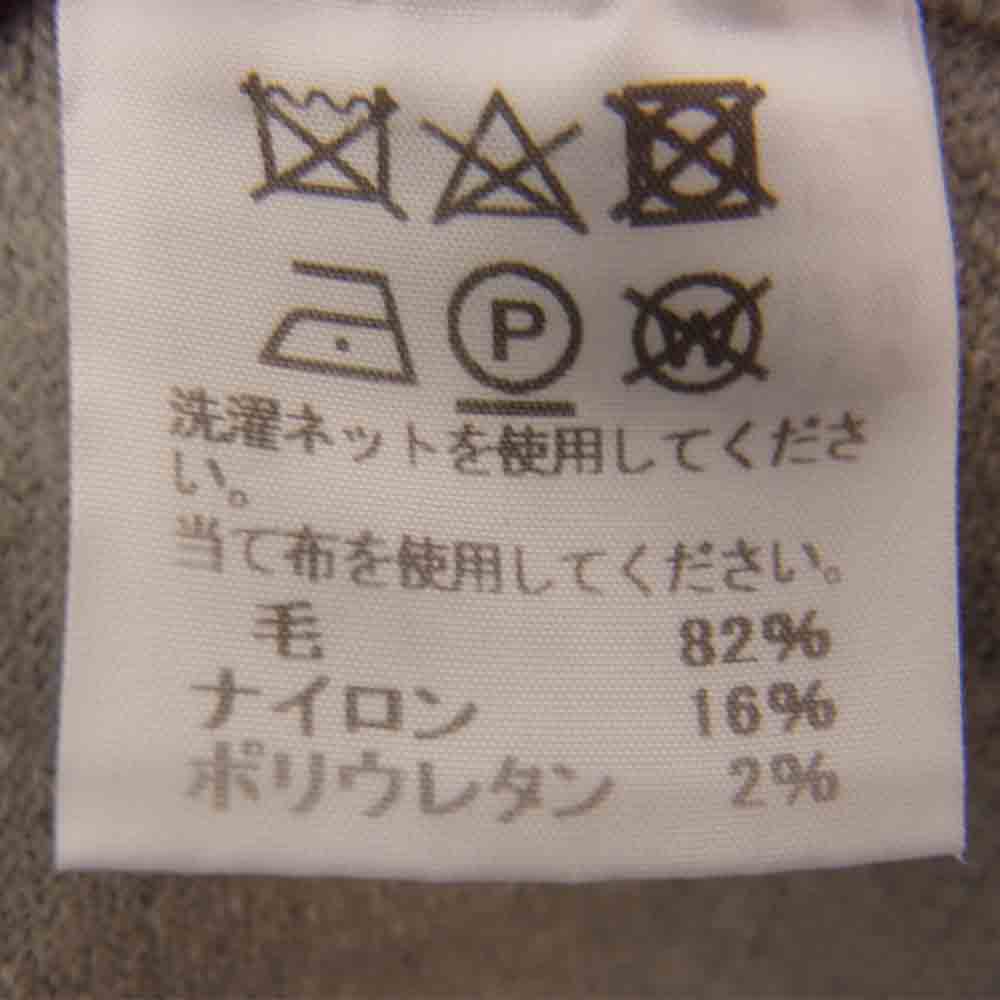 P
W
洗濯ネットを使用してくださ
い。
当て布を使用してください。
毛 82%
ナイロン 16%
ポリウレタン 2%